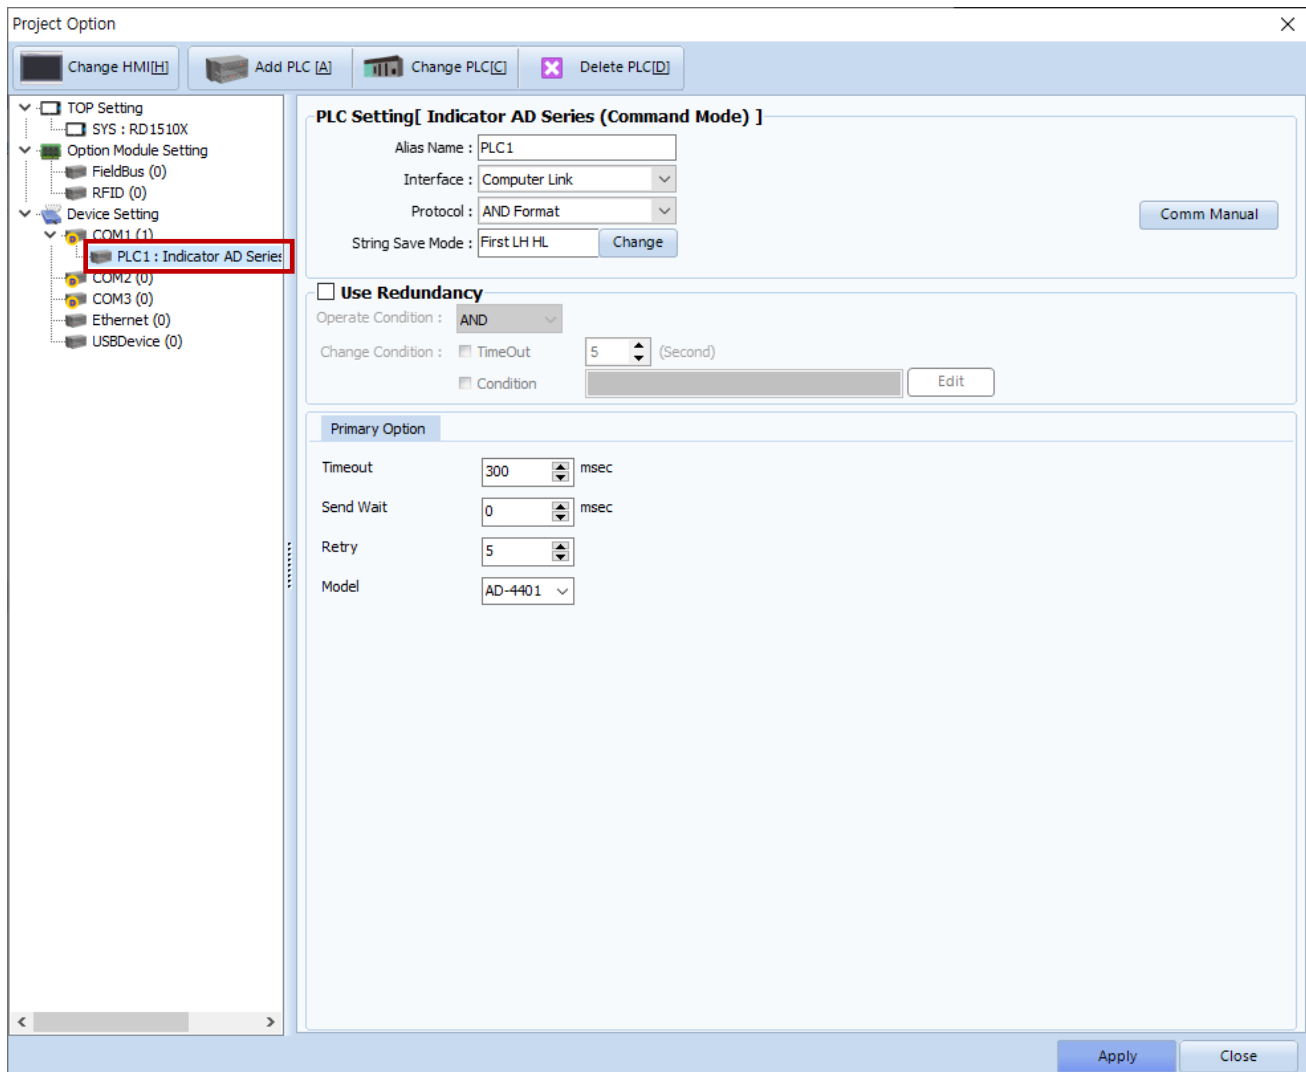 Project Option
Change HMI[H] Add PLC [A] Change PLC[C] Delete PLC[D]
TOP Setting
SYS : RD1510X
Option Module Setting
FieldBus (0)
RFID (0)
Device Setting
COM1 (1)
PLC1 : Indicator AD Series
COM2 (0)
COM3 (0)
Ethernet (0)
USBDevice (0)
PLC Setting[ Indicator AD Series (Command Mode) ]
Alias Name : PLC1
Interface : Computer Link
Protocol : AND Format
Comm Manual
String Save Mode : First LH HL Change
Use Redundancy
Operate Condition : AND
Change Condition : TimeOut 5 (Second)
Condition Edit
Primary Option
Timeout 300 msec
Send Wait 0 msec
Retry 5
Model AD-4401
Apply Close